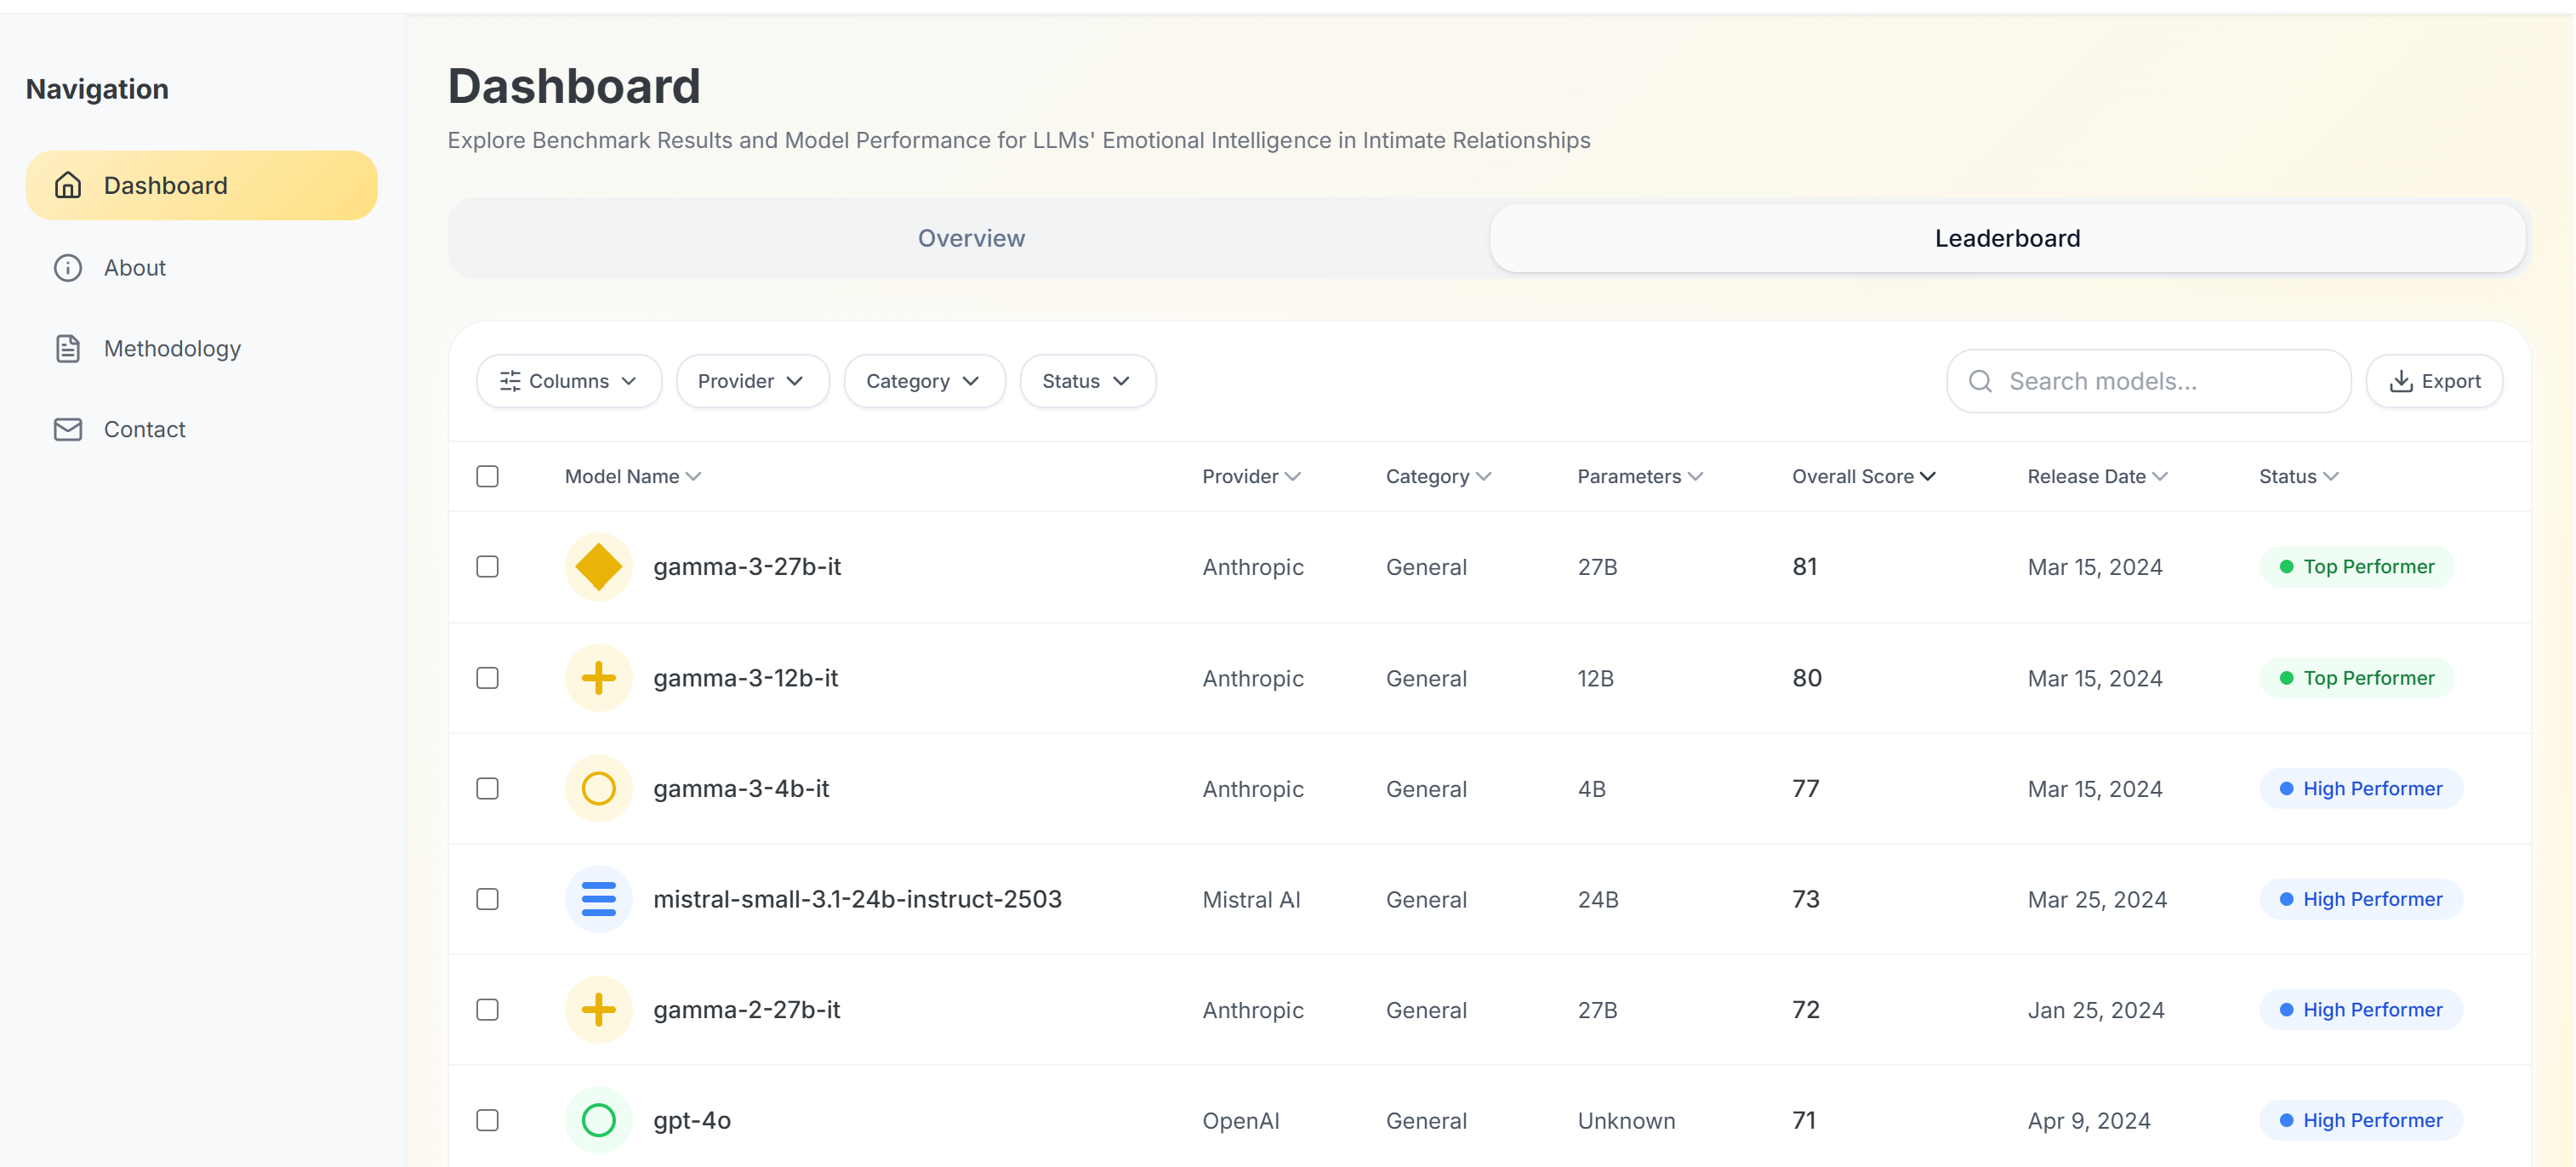 Navigation
Dashboard
About
Methodology
Contact
Dashboard
Explore Benchmark Results and Model Performance for LLMs' Emotional Intelligence in Intimate Relationships
Overview Leaderboard
Columns Provider Category Status Search models... Export
Model Name Provider Category Parameters Overall Score Release Date Status
gamma-3-27b-it Anthropic General 27B 81 Mar 15, 2024 Top Performer
gamma-3-12b-it Anthropic General 12B 80 Mar 15, 2024 Top Performer
gamma-3-4b-it Anthropic General 4B 77 Mar 15, 2024 High Performer
mistral-small-3.1-24b-instruct-2503 Mistral AI General 24B 73 Mar 25, 2024 High Performer
gamma-2-27b-it Anthropic General 27B 72 Jan 25, 2024 High Performer
gpt-4o OpenAI General Unknown 71 Apr 9, 2024 High Performer